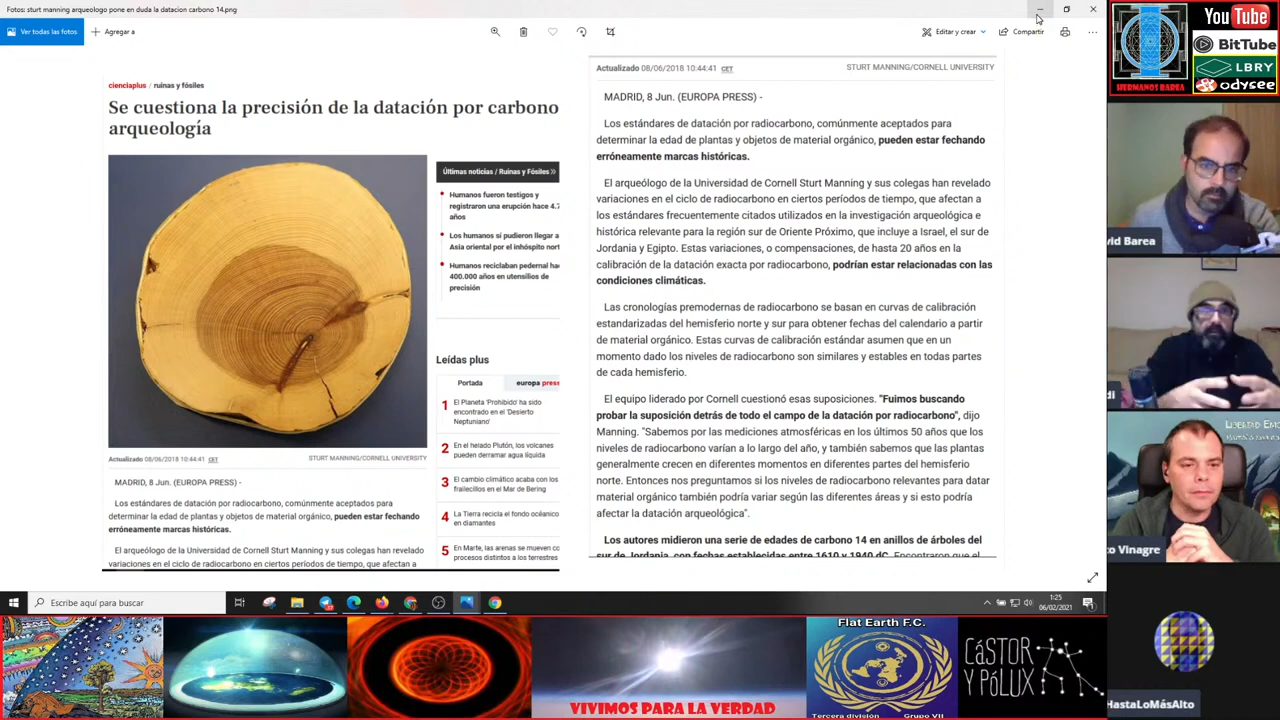 Fotos: sturt manning arqueologo pone en duda la datacion carbono 14.png
Ver todas las fotos
Agregar a
Editar y crear
Compartir
cienciaplus / ruinas y fósiles
Se cuestiona la precisión de la datación por carbono
arqueología
Últimas noticias / Ruinas y Fósiles »
Humanos fueron testigos y
registraron una erupción hace 4.7
años
Los humanos sí pudieron llegar a
Asia oriental por el inhóspito nort
Humanos reciclaban pedernal ha
400.000 años en utensilios de
precisión
Leídas plus
Portada
europa press
1 El Planeta 'Prohibido' ha sido
encontrado en el 'Desierto
Neptuniano'
2 En el helado Plutón, los volcanes
pueden derramar agua líquida
3 El cambio climático acaba con los
frailecillos en el Mar de Bering
4 La Tierra recicla el fondo oceánico
en diamantes
5 En Marte, las arenas se mueven co
procesos distintos a los terrestres
Actualizado 08/06/2018 10:44:41 CET
STURT MANNING/CORNELL UNIVERSITY
MADRID, 8 Jun. (EUROPA PRESS) -
Los estándares de datación por radiocarbono, comúnmente aceptados para
determinar la edad de plantas y objetos de material orgánico, pueden estar fechando
erróneamente marcas históricas.
El arqueólogo de la Universidad de Cornell Sturt Manning y sus colegas han revelado
variaciones en el ciclo de radiocarbono en ciertos períodos de tiempo, que afectan a
Actualizado 08/06/2018 10:44:41 CET
STURT MANNING/CORNELL UNIVERSITY
MADRID, 8 Jun. (EUROPA PRESS) -
Los estándares de datación por radiocarbono, comúnmente aceptados para
determinar la edad de plantas y objetos de material orgánico, pueden estar fechando
erróneamente marcas históricas.
El arqueólogo de la Universidad de Cornell Sturt Manning y sus colegas han revelado
variaciones en el ciclo de radiocarbono en ciertos períodos de tiempo, que afectan a
los estándares frecuentemente citados utilizados en la investigación arqueológica e
histórica relevante para la región sur de Oriente Próximo, que incluye a Israel, el sur de
Jordania y Egipto. Estas variaciones, o compensaciones, de hasta 20 años en la
calibración de la datación exacta por radiocarbono, podrían estar relacionadas con las
condiciones climáticas.
Las cronologías premodernas de radiocarbono se basan en curvas de calibración
estandarizadas del hemisferio norte y sur para obtener fechas del calendario a partir
de material orgánico. Estas curvas de calibración estándar asumen que en un
momento dado los niveles de radiocarbono son similares y estables en todas partes
de cada hemisferio.
El equipo liderado por Cornell cuestionó esas suposiciones. "Fuimos buscando
probar la suposición detrás de todo el campo de la datación por radiocarbono", dijo
Manning. "Sabemos por las mediciones atmosféricas en los últimos 50 años que los
niveles de radiocarbono varían a lo largo del año, y también sabemos que las plantas
generalmente crecen en diferentes momentos en diferentes partes del hemisferio
norte. Entonces nos preguntamos si los niveles de radiocarbono relevantes para datar
material orgánico también podría variar según las diferentes áreas y si esto podría
afectar la datación arqueológica".
Los autores midieron una serie de edades de carbono 14 en anillos de árboles del
sur de Jordania, con fechas establecidas entre 1610 y 1940 dC. Encontraron que el
Escribe aquí para buscar
1:25
06/02/2021
HERMANOS BAREA
YouTube
BitTube
LBRY
odysee
vid Barea
di
LIBERTAD EMO
to Vinagre
HastaLoMásAlto
VIVIMOS PARA LA VERDAD
Flat Earth F.C.
Tercera división Grupo VII
CáSTOR
Y PóLUX